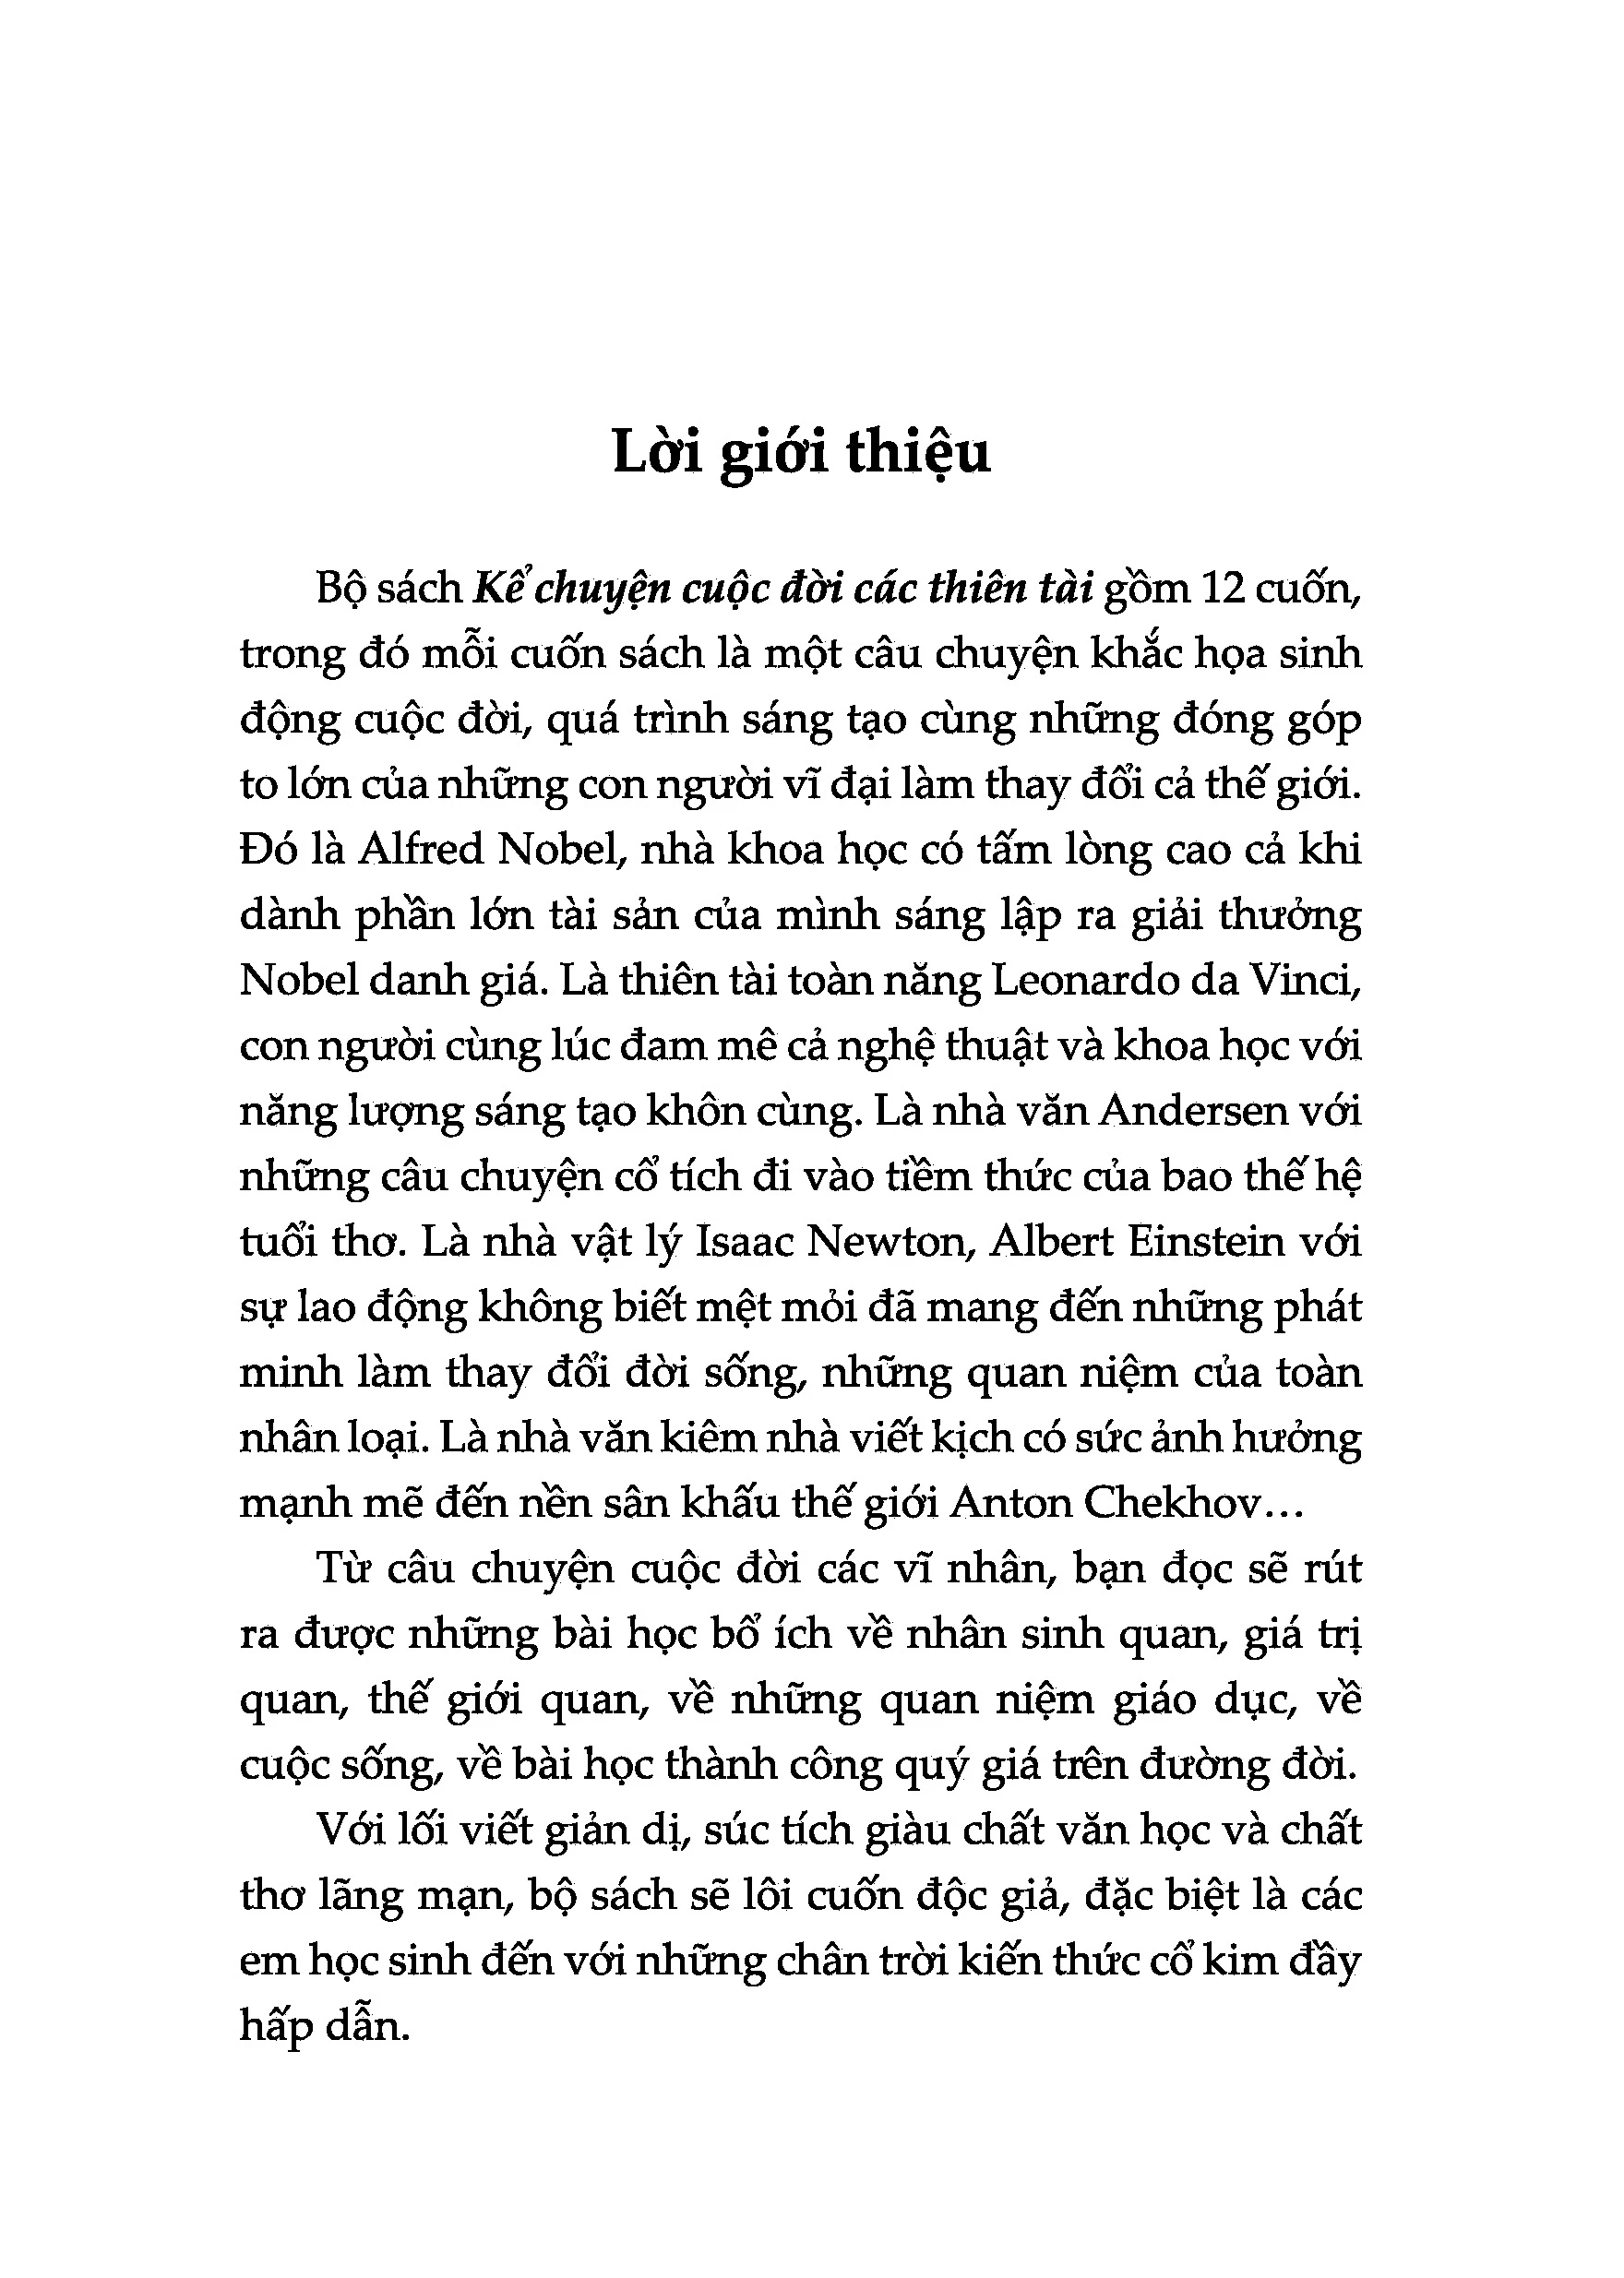 Lời giới thiệu
Bộ sách Kể chuyện cuộc đời các thiên tài gồm 12 cuốn,
trong đó mỗi cuốn sách là một câu chuyện khắc họa sinh
động cuộc đời, quá trình sáng tạo cùng những đóng góp
to lớn của những con người vĩ đại làm thay đổi cả thế giới.
Đó là Alfred Nobel, nhà khoa học có tấm lòng cao cả khi
dành phần lớn tài sản của mình sáng lập ra giải thưởng
Nobel danh giá. Là thiên tài toàn năng Leonardo da Vinci,
con người cùng lúc đam mê cả nghệ thuật và khoa học với
năng lượng sáng tạo khôn cùng. Là nhà văn Andersen với
những câu chuyện cổ tích đi vào tiềm thức của bao thế hệ
tuổi thơ. Là nhà vật lý Isaac Newton, Albert Einstein với
sự lao động không biết mệt mỏi đã mang đến những phát
minh làm thay đổi đời sống, những quan niệm của toàn
nhân loại. Là nhà văn kiêm nhà viết kịch có sức ảnh hưởng
mạnh mẽ đến nền sân khấu thế giới Anton Chekhov…
Từ câu chuyện cuộc đời các vĩ nhân, bạn đọc sẽ rút
ra được những bài học bổ ích về nhân sinh quan, giá trị
quan, thế giới quan, về những quan niệm giáo dục, về
cuộc sống, về bài học thành công quý giá trên đường đời.
Với lối viết giản dị, súc tích giàu chất văn học và chất
thơ lãng mạn, bộ sách sẽ lôi cuốn độc giả, đặc biệt là các
em học sinh đến với những chân trời kiến thức cổ kim đầy
hấp dẫn.